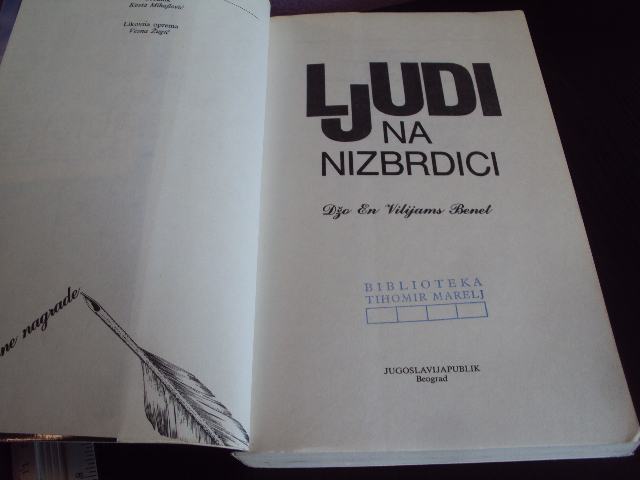 Kosta Mihajlović
Likovna oprema
Vesna Žugić
ne nagrade
LJUDI
NA
NIZBRDICI
Džo En Vilijams Benet
BIBLIOTEKA
TIHOMIR MARELJ
JUGOSLAVIJAPUBLIK
Beograd